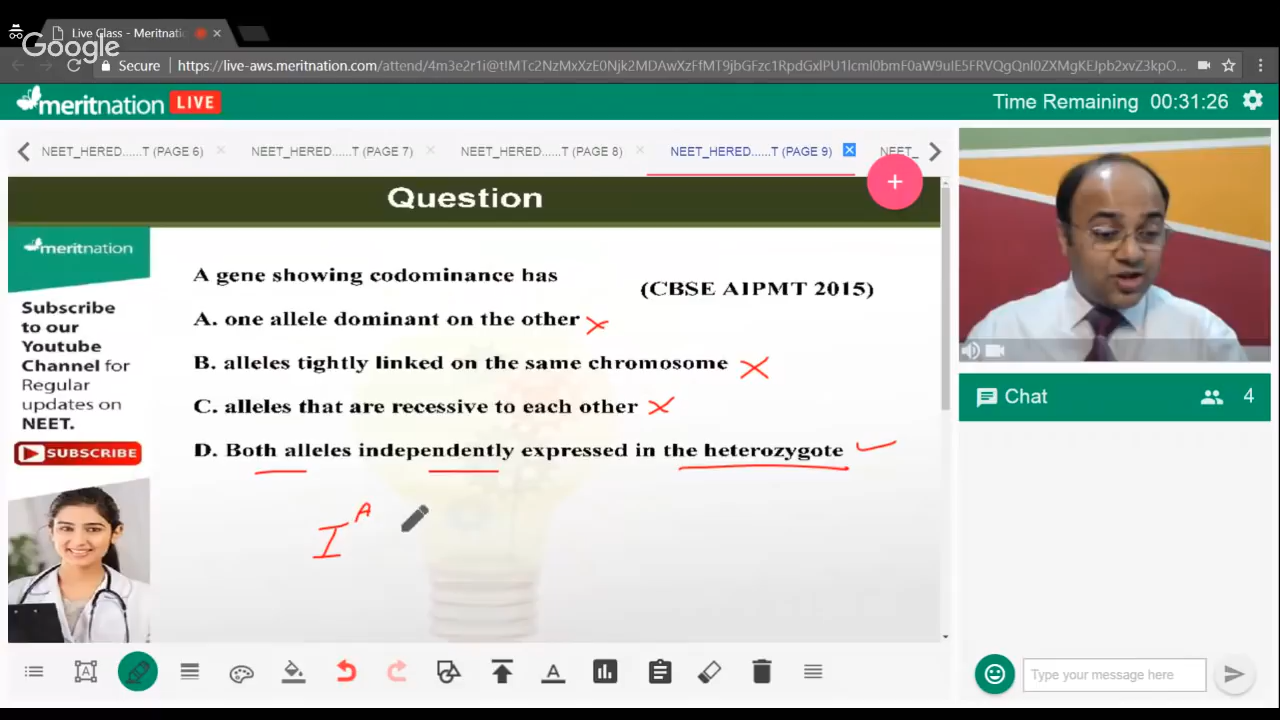 Live Class - Meritnatio
Google
Secure
https://live-aws.meritnation.com/attend/
meritnation LIVE
Time Remaining 00:31:26
NEET_HERED......T (PAGE 6)
NEET_HERED......T (PAGE 7)
NEET_HERED......T (PAGE 8)
NEET_HERED......T (PAGE 9)
NEET_
Question
meritnation
Subscribe
to our
Youtube
Channel for
Regular
updates on
NEET.
SUBSCRIBE
A gene showing codominance has
(CBSE AIPMT 2015)
A. one allele dominant on the other
B. alleles tightly linked on the same chromosome
C. alleles that are recessive to each other
D. Both alleles independently expressed in the heterozygote
I^A
Chat
4
Type your message here